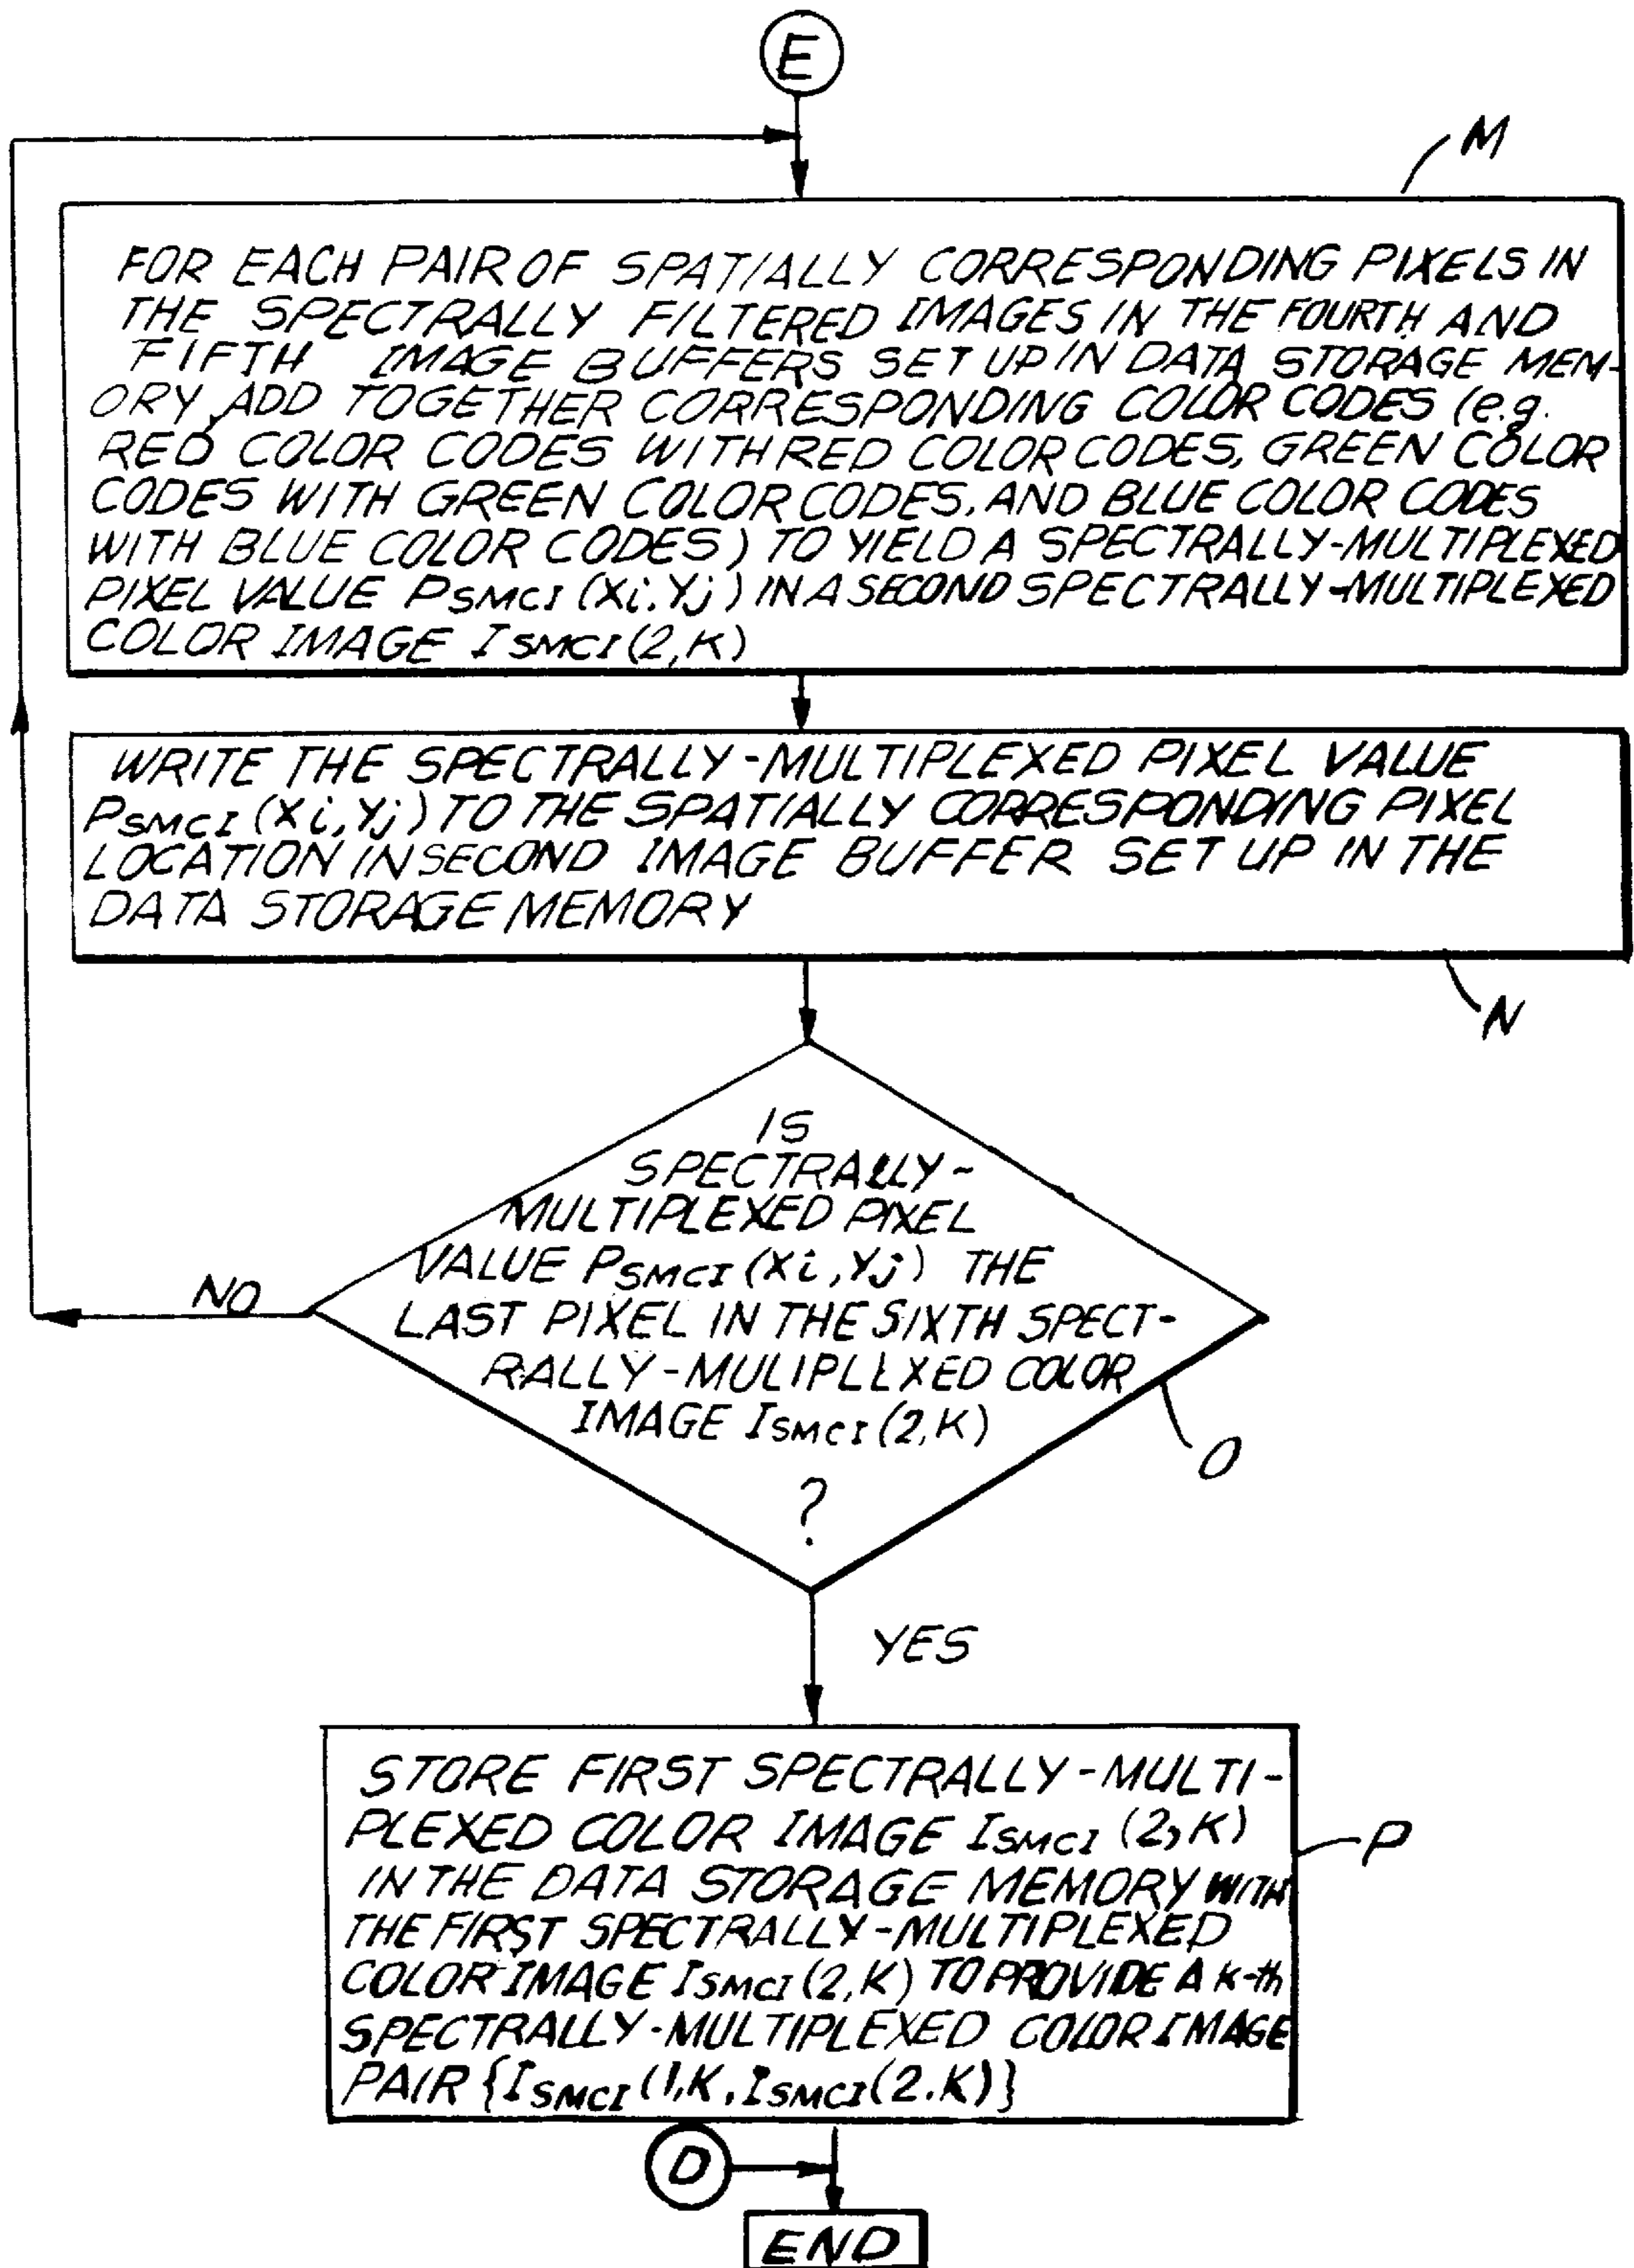 E
M
FOR EACH PAIR OF SPATIALLY CORRESPONDING PIXELS IN
THE SPECTRALLY FILTERED IMAGES IN THE FOURTH AND
FIFTH IMAGE BUFFERS SET UP IN DATA STORAGE MEM-
ORY, ADD TOGETHER CORRESPONDING COLOR CODES (e.g.
RED COLOR CODES WITH RED COLOR CODES, GREEN COLOR
CODES WITH GREEN COLOR CODES, AND BLUE COLOR CODES
WITH BLUE COLOR CODES) TO YIELD A SPECTRALLY-MULTIPLEXED
PIXEL VALUE PSMCI (Xi,Yj) IN A SECOND SPECTRALLY-MULTIPLEXED
COLOR IMAGE ISMCI (2,K)
WRITE THE SPECTRALLY-MULTIPLEXED PIXEL VALUE
PSMCI (Xi,Yj) TO THE SPATIALLY CORRESPONDING PIXEL
LOCATION IN SECOND IMAGE BUFFER SET UP IN THE
DATA STORAGE MEMORY
N
IS
SPECTRALLY-
MULTIPLEXED PIXEL
VALUE PSMCI (Xi,Yj) THE
LAST PIXEL IN THE SIXTH SPECT-
RALLY-MULIPLLXED COLOR
IMAGE ISMCI (2,K)
?
NO
O
YES
STORE FIRST SPECTRALLY-MULTI-
PLEXED COLOR IMAGE ISMCI (2,K)
IN THE DATA STORAGE MEMORY WITH
THE FIRST SPECTRALLY-MULTIPLEXED
COLOR IMAGE ISMCI (2,K) TO PROVIDE A K-th
SPECTRALLY-MULTIPLEXED COLOR IMAGE
PAIR {ISMCI (1,K, ISMCI (2.K)}
P
D
END